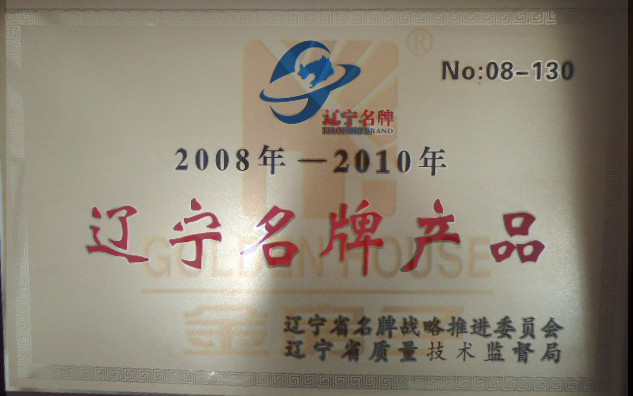 ®
No:08-130
辽宁名牌
LIAONING BRAND
2008年—2010年
辽宁名牌产品
GOLDEN HOUSE
辽宁省名牌战略推进委员会
辽宁省质量技术监督局